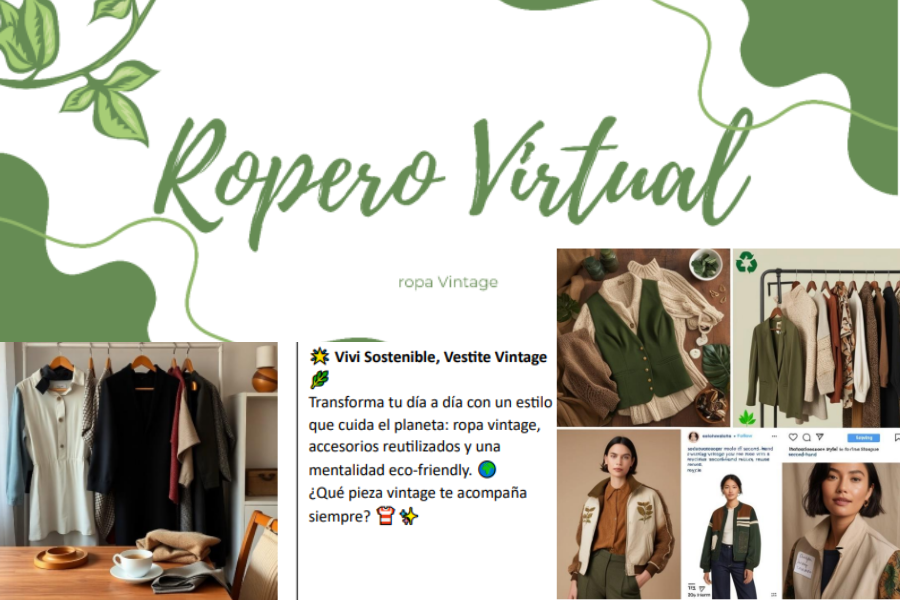 Ropero Virtual
ropa Vintage
🌟 Vivi Sostenible, Vestite Vintage
🌿
Transforma tu día a día con un estilo
que cuida el planeta: ropa vintage,
accesorios reutilizados y una
mentalidad eco-friendly. 🌍
¿Qué pieza vintage te acompaña
siempre? 👚✨